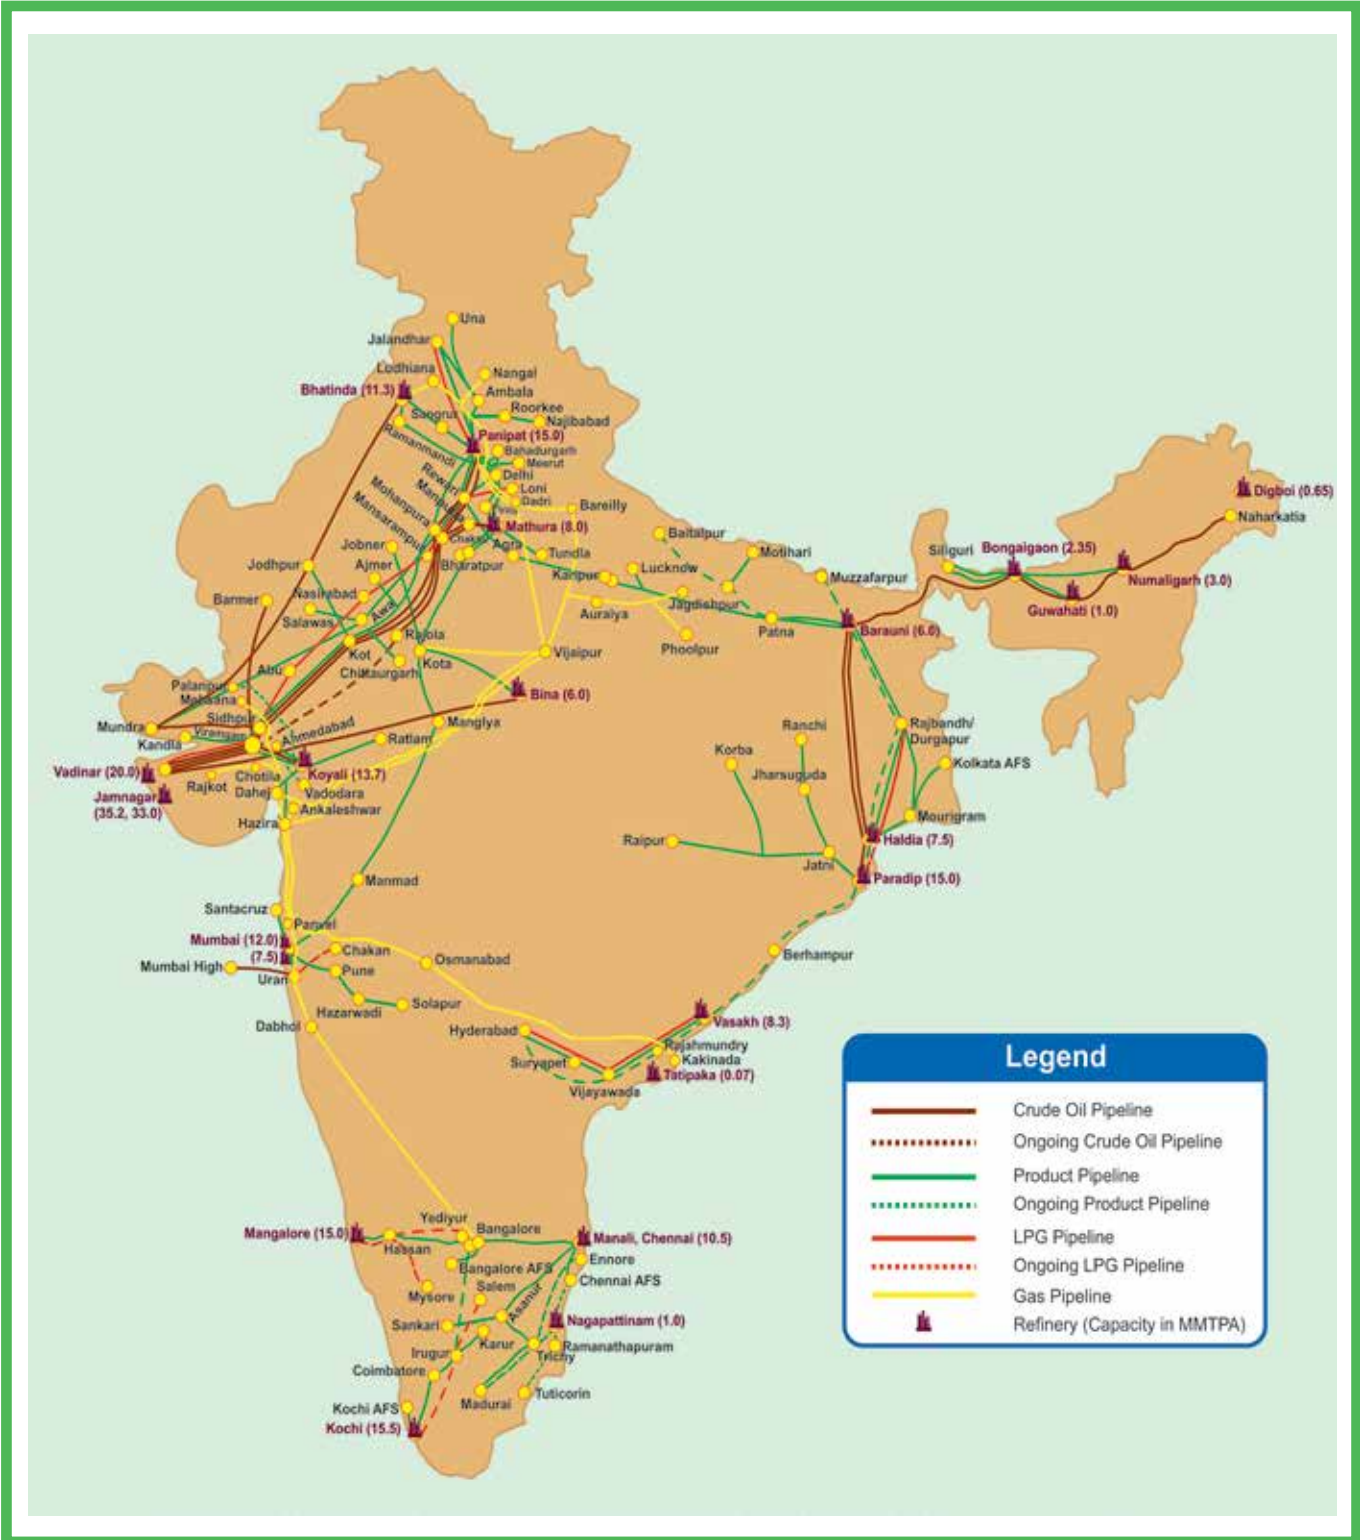 Una
Jalandhar
Lodhiana
Nangal
Bhatinda (11.3)
Ambala
Roorkee
Sangrur
Najibabad
Ramanmandi
Panipat (15.0)
Bahadurgarh
Meerut
Rewari
Delhi
Loni
Dadri
Mohanpura
Bareilly
Mansarampur
Mathura (8.0)
Chaksu
Jobner
Agra
Tundla
Bharatpur
Jodhpur
Ajmer
Kanpur
Lucknow
Baitalpur
Motihari
Muzzafarpur
Siliguri
Bongaigaon (2.35)
Digboi (0.65)
Naharkatia
Numaligarh (3.0)
Guwahati (1.0)
Barmer
Nasirabad
Salawas
Awa
Auraiya
Jagdishpur
Patna
Barauni (6.0)
Phoolpur
Rajola
Kot
Kota
Vijaipur
Abu
Chittaurgarh
Palanpur
Mehsana
Bina (6.0)
Sidhpur
Mundra
Viramgam
Ahmedabad
Manglya
Kandla
Ratlam
Vadinar (20.0)
Koyali (13.7)
Rajkot
Chotila
Jamnagar
(35.2, 33.0)
Dahej
Vadodara
Ankaleshwar
Hazira
Ranchi
Korba
Jharsuguda
Rajbandh/
Durgapur
Kolkata AFS
Mourigram
Raipur
Jatni
Haldia (7.5)
Paradip (15.0)
Manmad
Santacruz
Panvel
Mumbai (12.0)
(7.5)
Chakan
Mumbai High
Uran
Pune
Osmanabad
Berhampur
Hazarwadi
Solapur
Dabhol
Hyderabad
Vasakh (8.3)
Rajahmundry
Suryapet
Kakinada
Tatipaka (0.07)
Vijayawada
Legend
Crude Oil Pipeline
Ongoing Crude Oil Pipeline
Product Pipeline
Ongoing Product Pipeline
LPG Pipeline
Ongoing LPG Pipeline
Gas Pipeline
Refinery (Capacity in MMTPA)
Yediyur
Mangalore (15.0)
Bangalore
Manali, Chennai (10.5)
Hassan
Ennore
Bangalore AFS
Chennai AFS
Mysore
Salem
Asanur
Sankari
Nagapattinam (1.0)
Karur
Ramanathapuram
Irugur
Trichy
Coimbatore
Madurai
Tuticorin
Kochi AFS
Kochi (15.5)